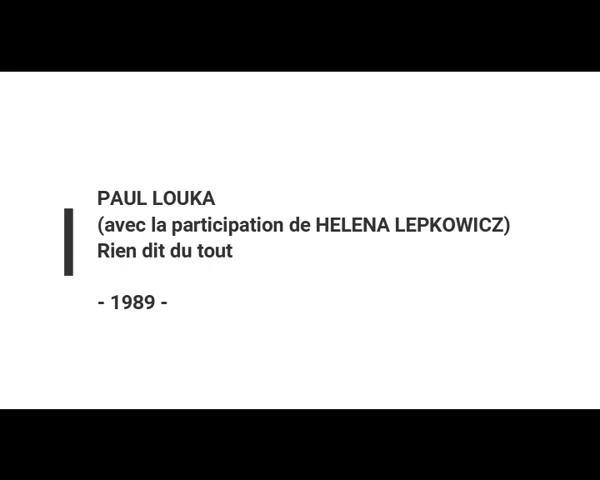 PAUL LOUKA
(avec la participation de HELENA LEPKOWICZ)
Rien dit du tout
- 1989 -